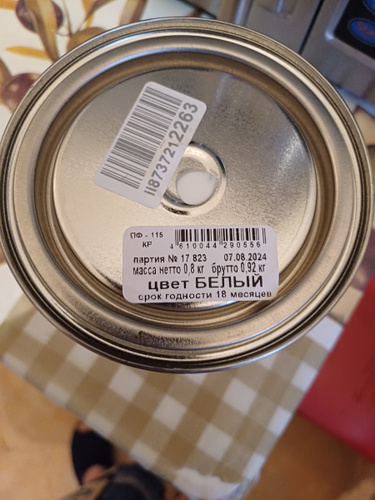 li8737212263
ПФ - 115
КР
4 610044 290556
партия № 17 823 07.08.2024
масса нетто 0,8 кг брутто 0,92 кг
цвет БЕЛЫЙ
срок годности 18 месяцев